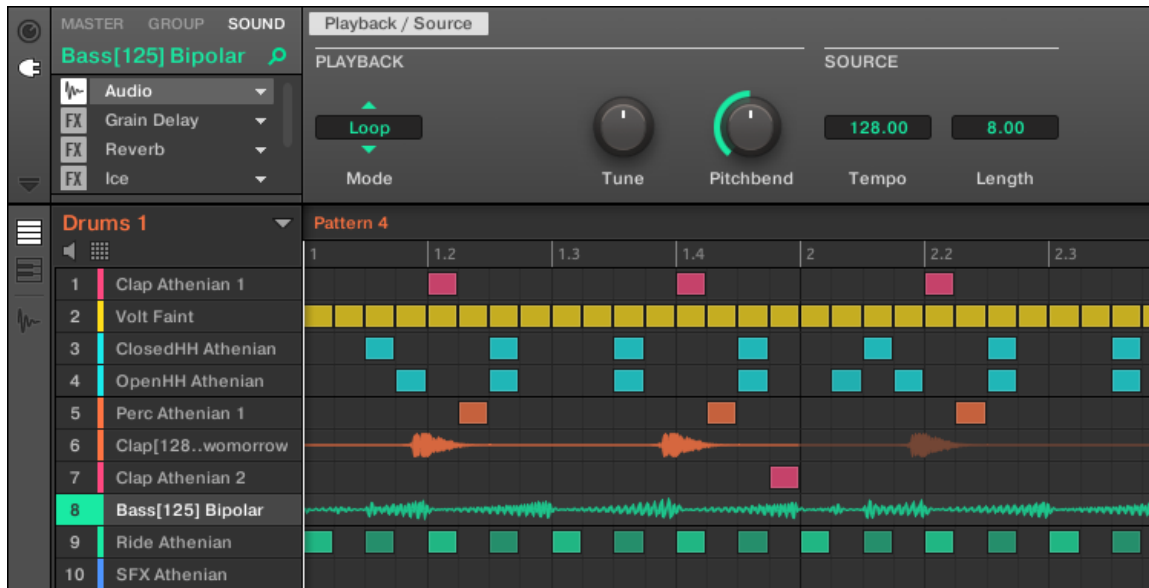 MASTER GROUP SOUND
Bass[125] Bipolar
Audio
FX Grain Delay
FX Reverb
FX Ice
Playback / Source
PLAYBACK
SOURCE
Loop
128.00
8.00
Mode
Tune
Pitchbend
Tempo
Length
Drums 1
Pattern 4
1 1.2 1.3 1.4 2 2.2 2.3
1 Clap Athenian 1
2 Volt Faint
3 ClosedHH Athenian
4 OpenHH Athenian
5 Perc Athenian 1
6 Clap[128..womorrow
7 Clap Athenian 2
8 Bass[125] Bipolar
9 Ride Athenian
10 SFX Athenian